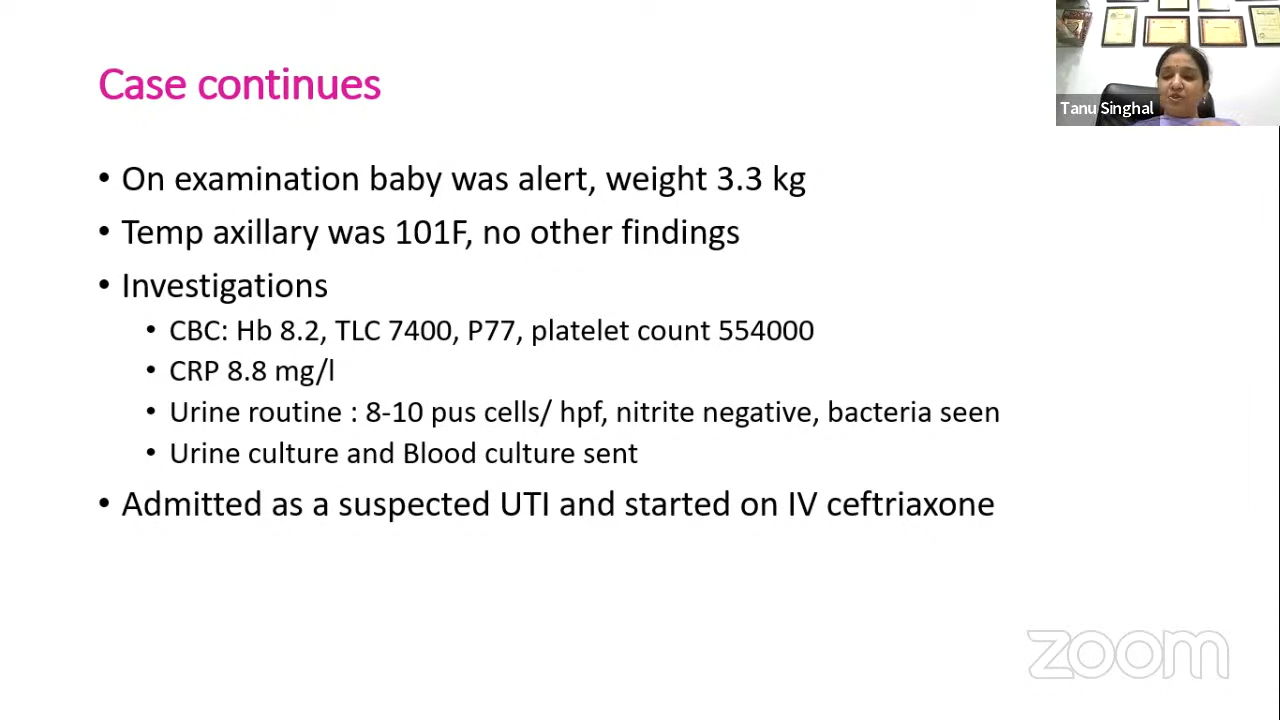 Case continues
Tanu Singhal
• On examination baby was alert, weight 3.3 kg
• Temp axillary was 101F, no other findings
• Investigations
• CBC: Hb 8.2, TLC 7400, P77, platelet count 554000
• CRP 8.8 mg/l
• Urine routine : 8-10 pus cells/ hpf, nitrite negative, bacteria seen
• Urine culture and Blood culture sent
• Admitted as a suspected UTI and started on IV ceftriaxone
zoom